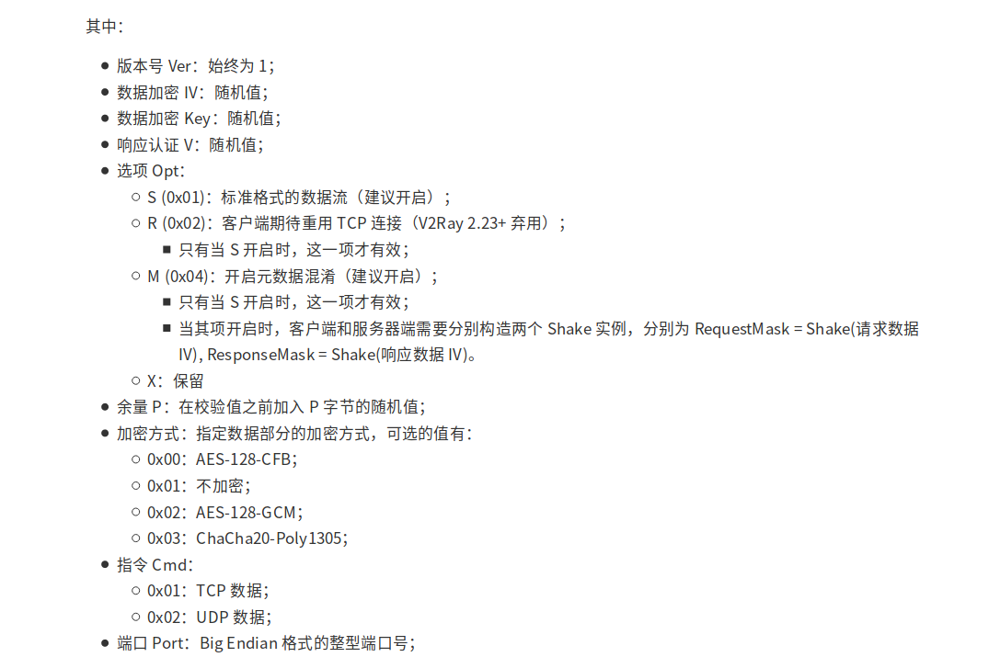 其中：
版本号 Ver：始终为 1；
数据加密 IV：随机值；
数据加密 Key：随机值；
响应认证 V：随机值；
选项 Opt：
S (0x01)：标准格式的数据流（建议开启）；
R (0x02)：客户端期待重用 TCP 连接（V2Ray 2.23+ 弃用）；
只有当 S 开启时，这一项才有效；
M (0x04)：开启元数据混淆（建议开启）；
只有当 S 开启时，这一项才有效；
当其项开启时，客户端和服务器端需要分别构造两个 Shake 实例，分别为 RequestMask = Shake(请求数据
IV), ResponseMask = Shake(响应数据 IV)。
X：保留
余量 P：在校验值之前加入 P 字节的随机值；
加密方式：指定数据部分的加密方式，可选的值有：
0x00：AES-128-CFB；
0x01：不加密；
0x02：AES-128-GCM；
0x03：ChaCha20-Poly1305；
指令 Cmd：
0x01：TCP 数据；
0x02：UDP 数据；
端口 Port：Big Endian 格式的整型端口号；